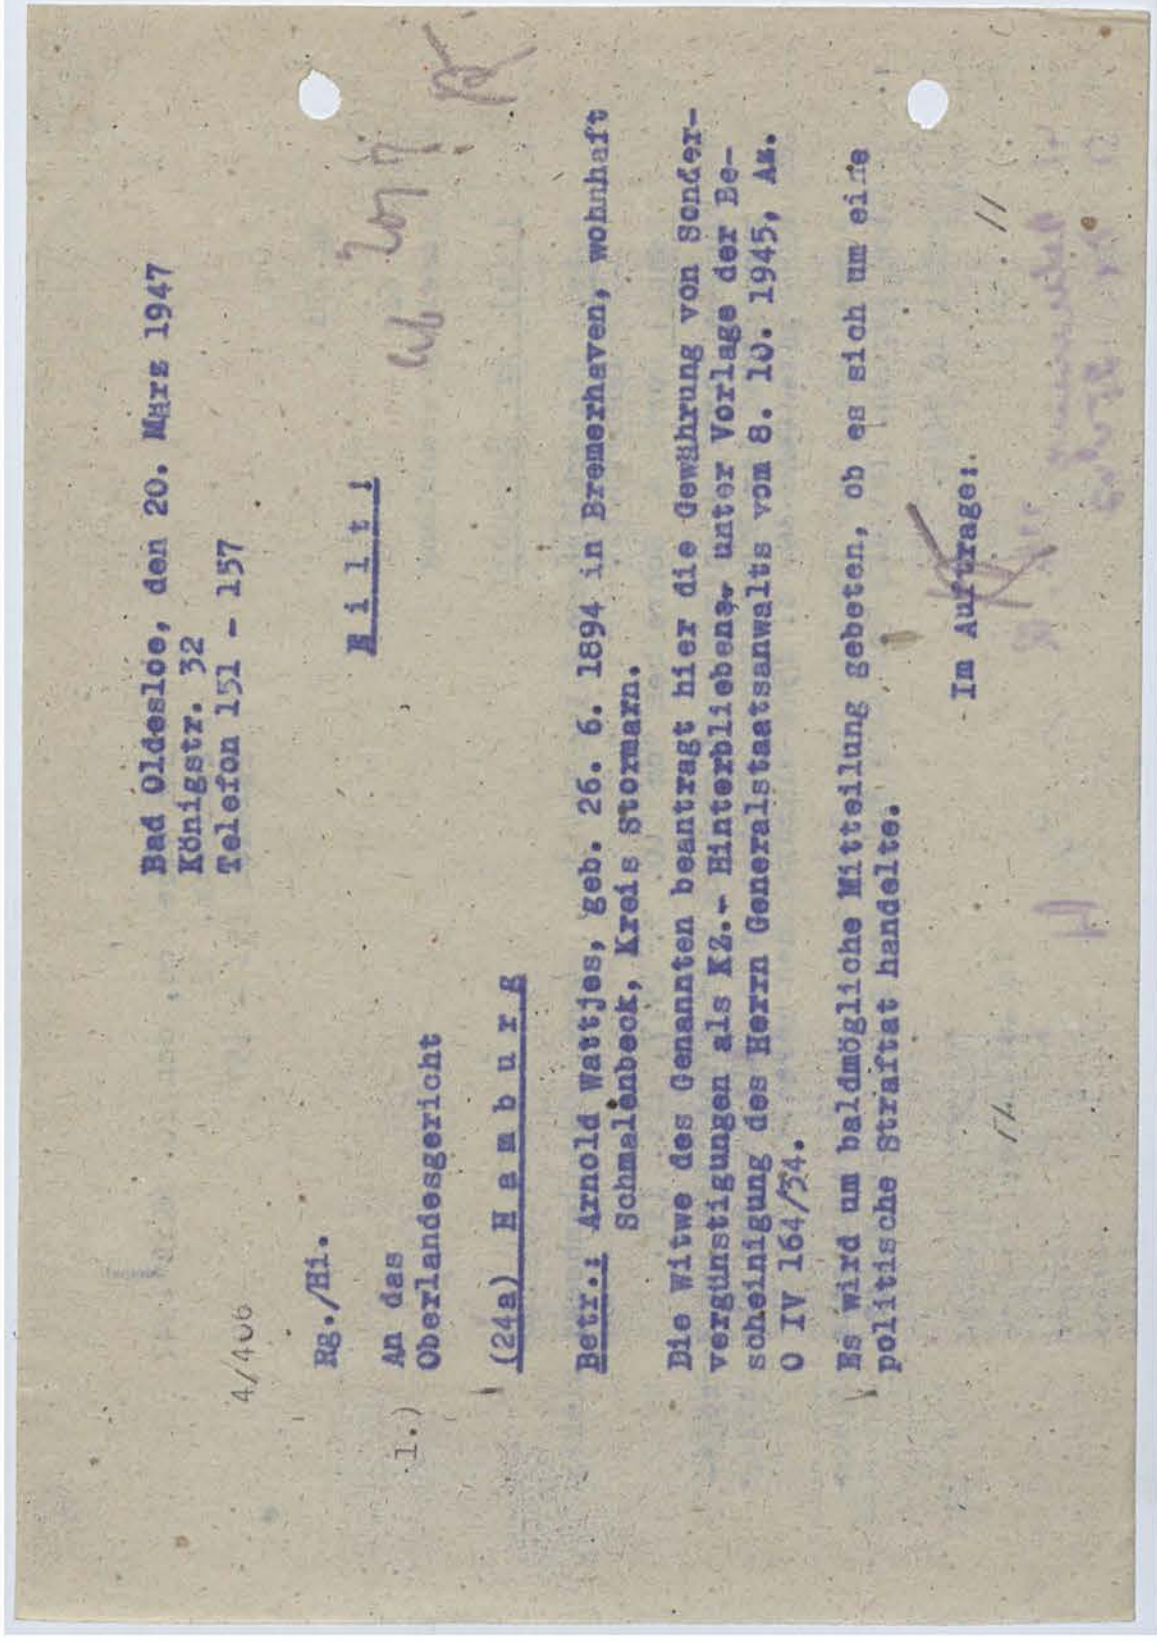 Bad Oldesloe, den 20. März 1947
Königstr. 32
Telefon 151 - 157
4/406
Rg./Hi.
E i l t !
1.) An das
Oberlandesgericht
ab
(24a) H a m b u r g
Betr.: Arnold Wattjes, geb. 26. 6. 1894 in Bremerhaven, wohnhaft
Schmalenbeck, Kreis Stormarn.
Die Witwe des Genannten beantragt hier die Gewährung von Sonder-
vergünstigungen als KZ.- Hinterbliebene, unter Vorlage der Be-
scheinigung des Herrn Generalstaatsanwalts vom 8. 10. 1945, Az.
O IV 164/34.
Es wird um baldmögliche Mitteilung gebeten, ob es sich um eine
politische Straftat handelte.
Im Auftrage: